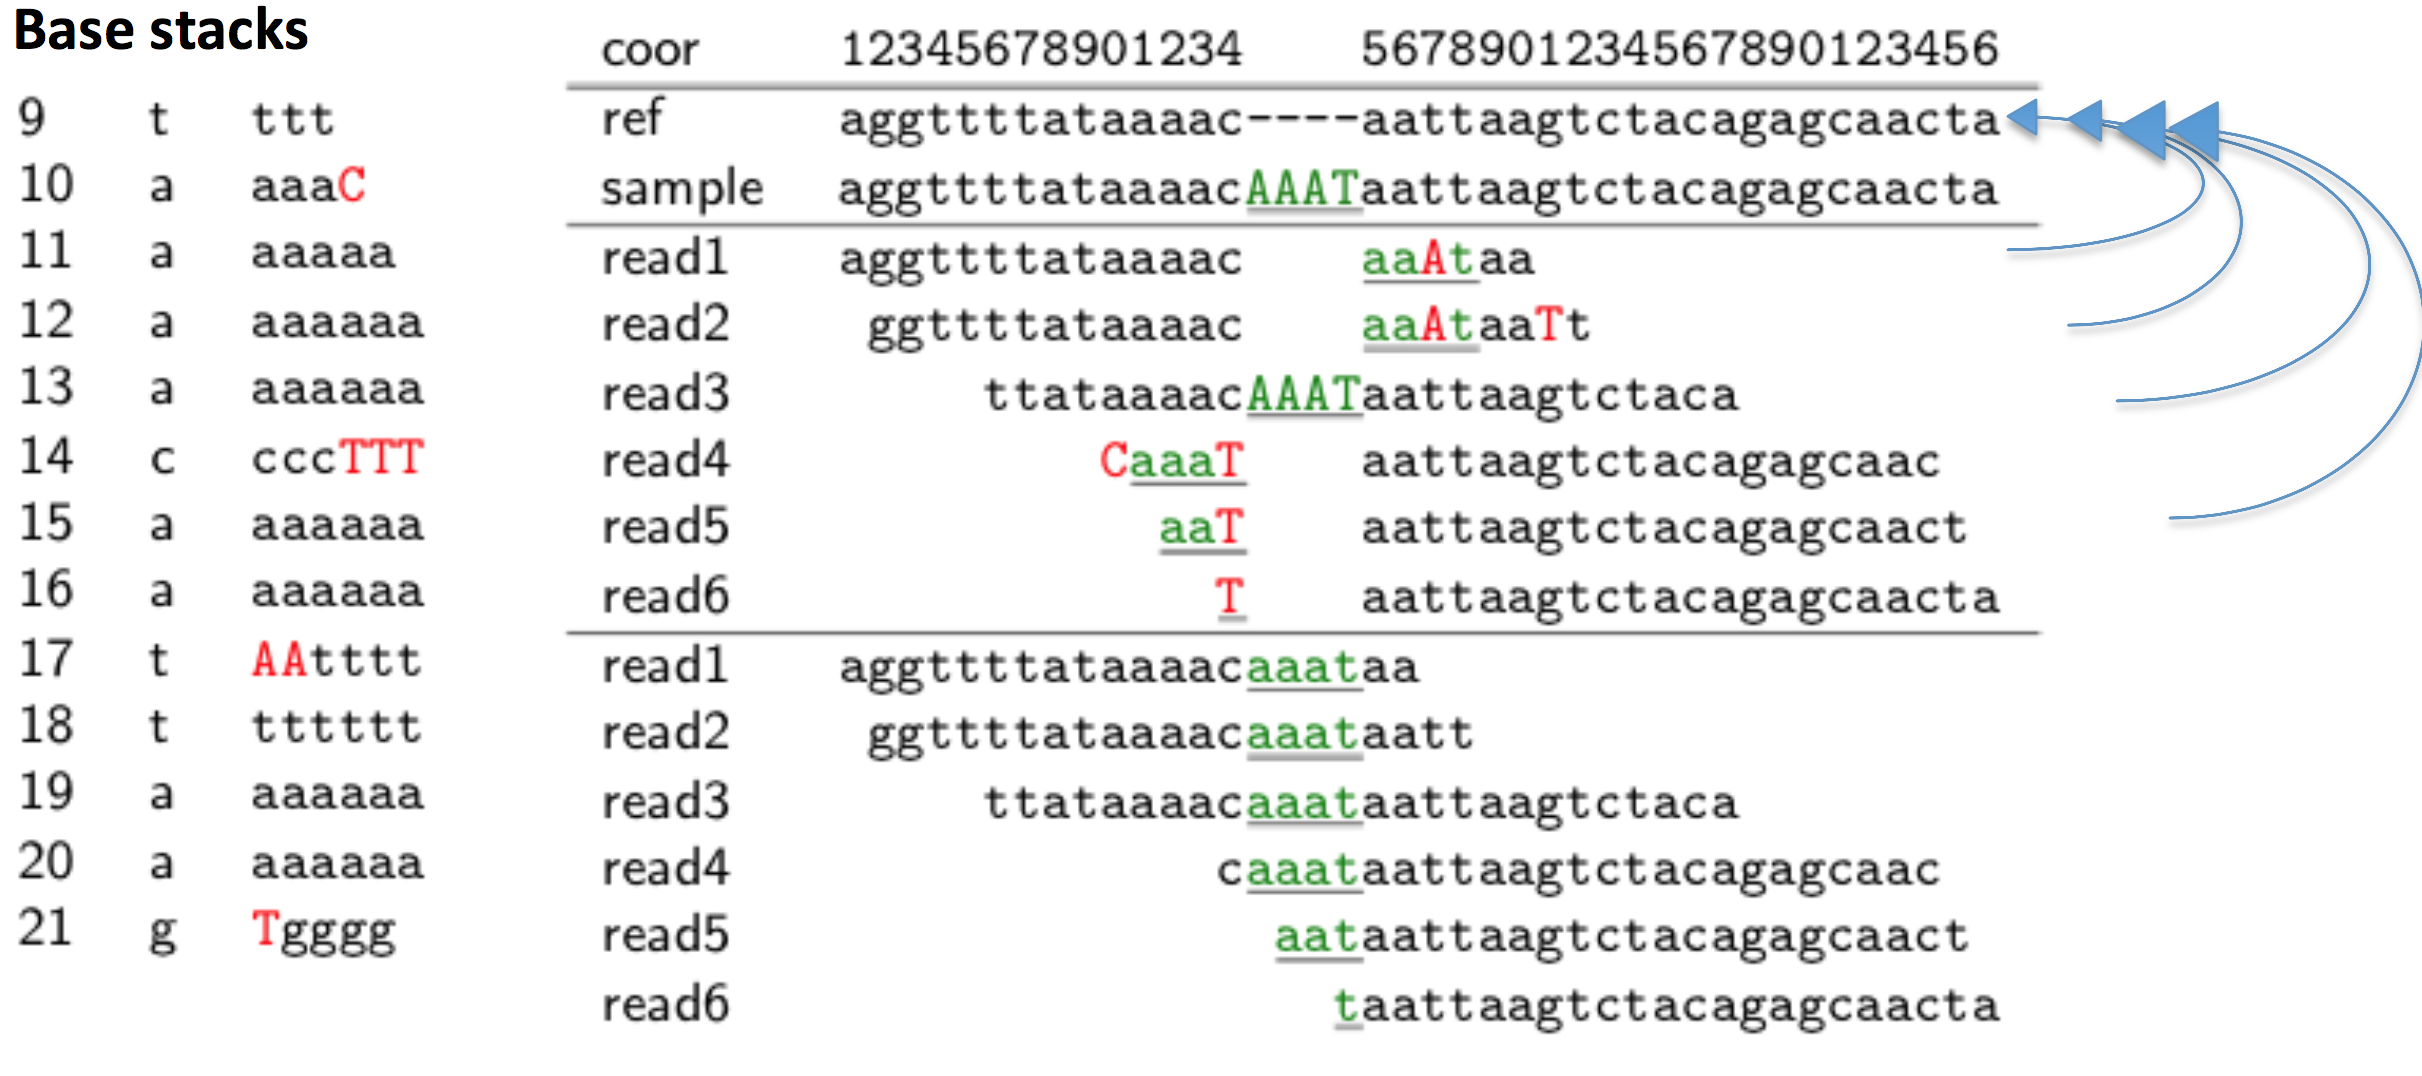 Base stacks
9 t ttt
10 a aaaC
11 a aaaaa
12 a aaaaaa
13 a aaaaaa
14 c cccTTT
15 a aaaaaa
16 a aaaaaa
17 t AAtttt
18 t tttttt
19 a aaaaaa
20 a aaaaaa
21 g Tgggg
coor 12345678901234 5678901234567890123456
ref aggttttataaaac----aattaagtctacagagcaacta
sample aggttttataaaacAAATaattaagtctacagagcaacta
read1 aggttttataaaac aaAtaa
read2 ggttttataaaac aaAtaaTt
read3 ttataaaacAAATaattaagtctaca
read4 CaaaT aattaagtctacagagcaac
read5 aaT aattaagtctacagagcaact
read6 T aattaagtctacagagcaacta
read1 aggttttataaaacaaataa
read2 ggttttataaaacaaataatt
read3 ttataaaacaaataattaagtctaca
read4 caaataattaagtctacagagcaac
read5 aataattaagtctacagagcaact
read6 taattaagtctacagagcaacta